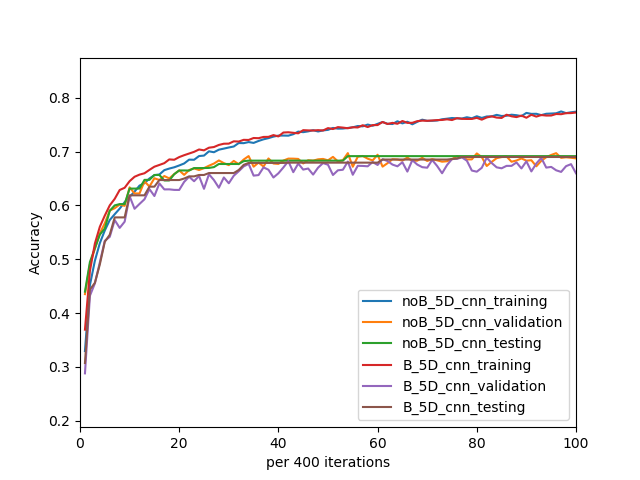 0.8
0.7
0.6
0.5
0.4
0.3
0.2
Accuracy
0
20
40
60
80
100
per 400 iterations
noB_5D_cnn_training
noB_5D_cnn_validation
noB_5D_cnn_testing
B_5D_cnn_training
B_5D_cnn_validation
B_5D_cnn_testing